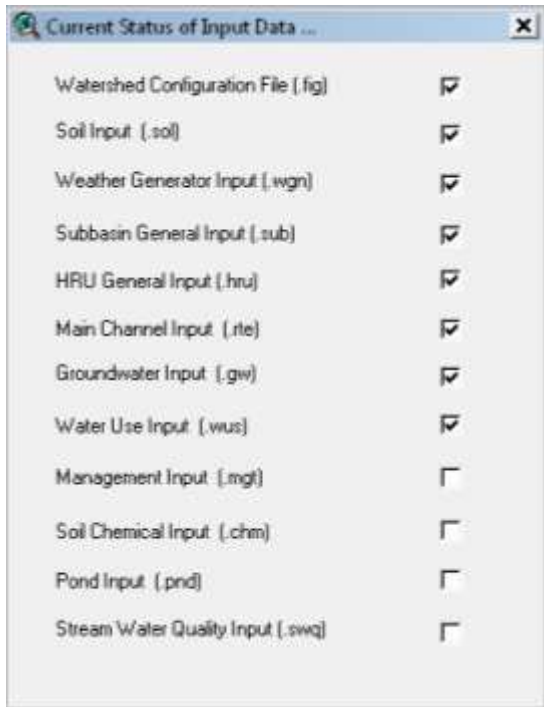 Current Status of Input Data ...
Watershed Configuration File (.fig)
Soil Input (.sol)
Weather Generator Input (.wgn)
Subbasin General Input (.sub)
HRU General Input (.hru)
Main Channel Input (.rte)
Groundwater Input (.gw)
Water Use Input (.wus)
Management Input (.mgt)
Soil Chemical Input (.chm)
Pond Input (.pnd)
Stream Water Quality Input (.swq)